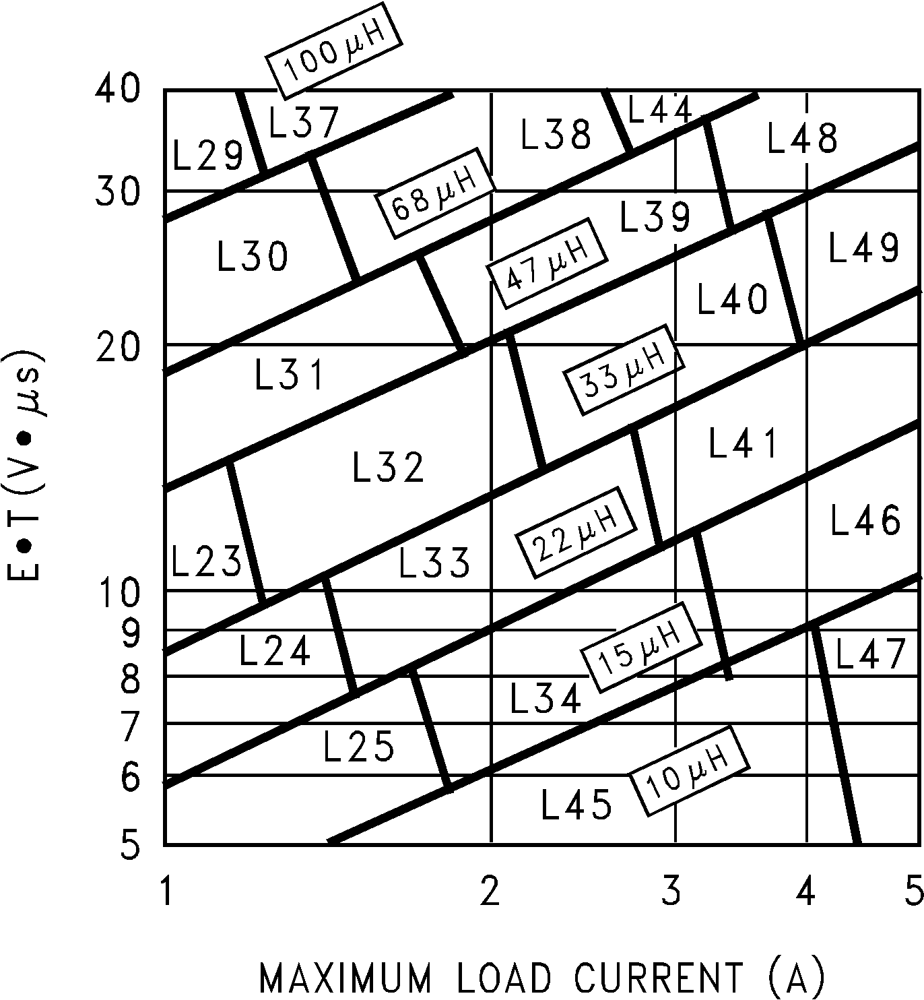 100 μH
40
L37
L44
L29
L38
L48
30
68 μH
L39
47 μH
L30
L49
L40
20
33 μH
L31
L32
L41
22 μH
L46
L23
L33
10
9
15 μH
L24
L47
8
L34
7
L25
6
10 μH
L45
5
E•T (V•μs)
1
2
3
4
5
MAXIMUM LOAD CURRENT (A)